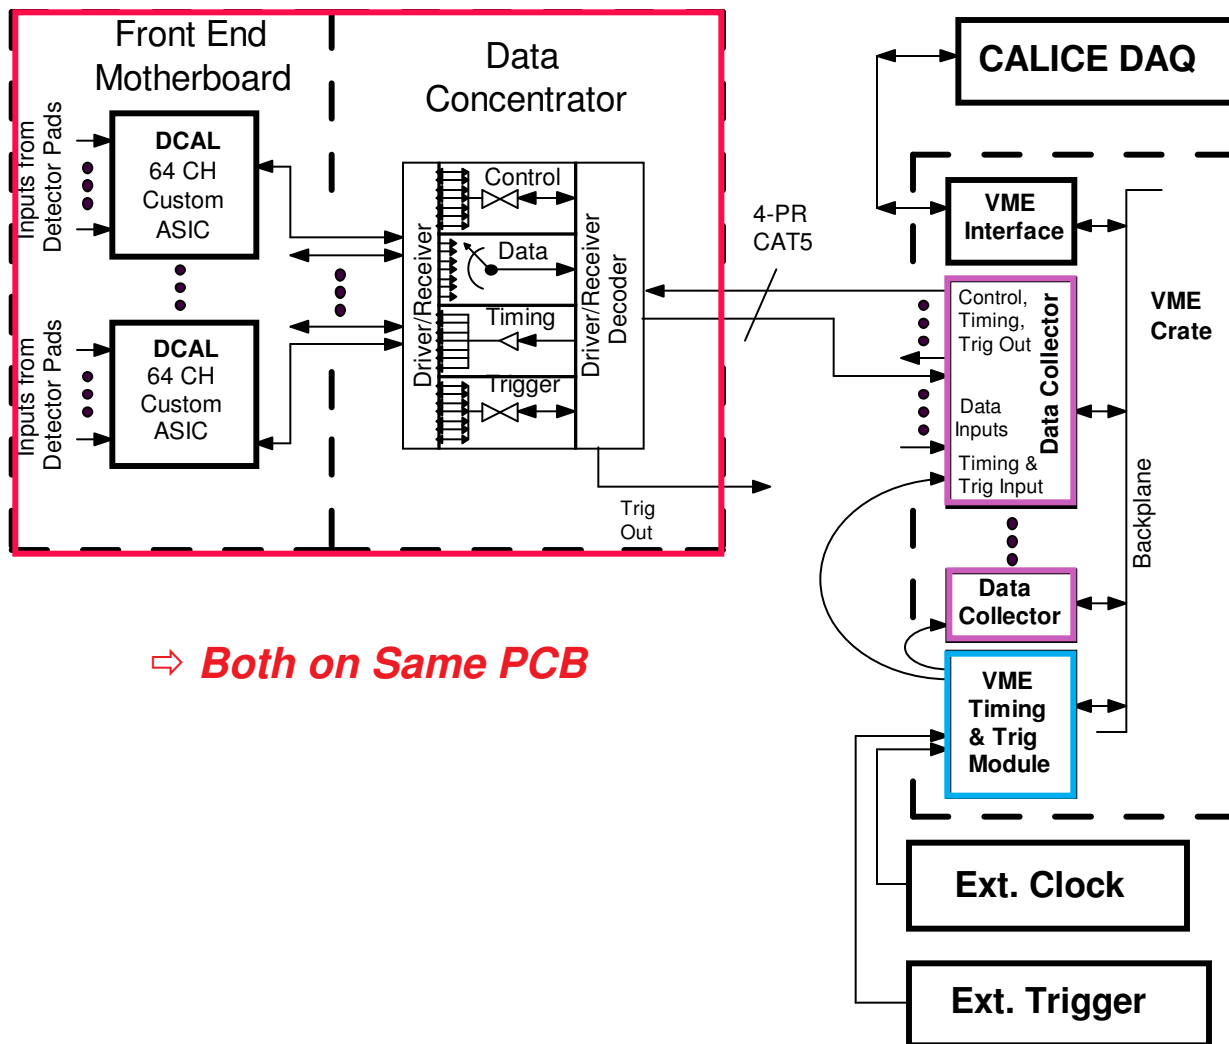 Front End
Motherboard
Data
Concentrator
Inputs from
Detector Pads
DCAL
64 CH
Custom
ASIC
Inputs from
Detector Pads
DCAL
64 CH
Custom
ASIC
Driver/Receiver
Control
Data
Timing
Trigger
Driver/Receiver
Decoder
Trig
Out
4-PR
CAT5
CALICE DAQ
VME
Interface
VME
Crate
Control,
Timing,
Trig Out
Data
Inputs
Timing &
Trig Input
Data Collector
Backplane
Data
Collector
VME
Timing
& Trig
Module
⇨ Both on Same PCB
Ext. Clock
Ext. Trigger